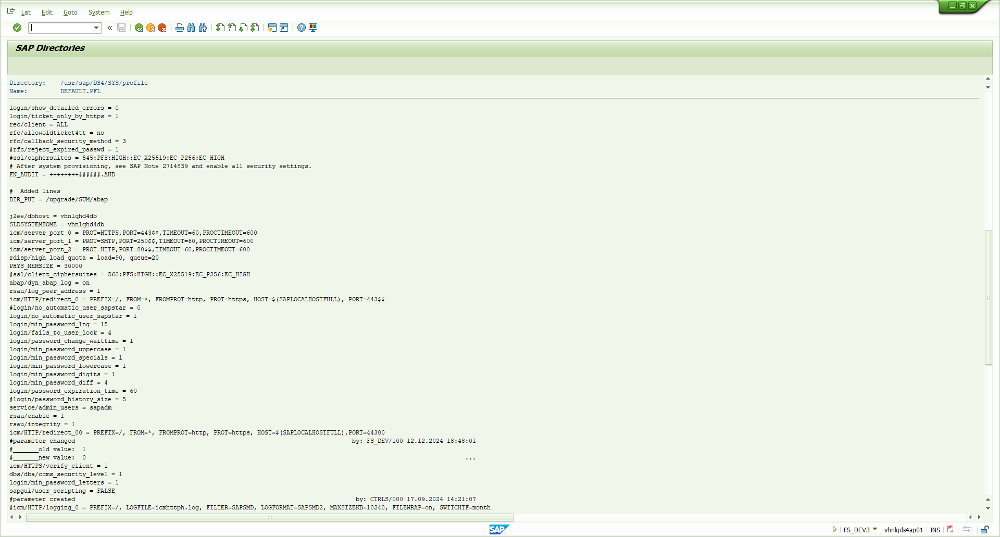 List Edit Goto System Help
SAP Directories
Directory: /usr/sap/DS4/SYS/profile
Name: DEFAULT.PFL
login/show_detailed_errors = 0
login/ticket_only_by_https = 1
rec/client = ALL
rfc/allowoldticket4tt = no
rfc/callback_security_method = 3
#rfc/reject_expired_passwd = 1
#ssl/ciphersuites = 545:PFS:HIGH::EC_X25519:EC_P256:EC_HIGH
# After system provisioning, see SAP Note 2714839 and enable all security settings.
FN_AUDIT = ++++++++######.AUD
#  Added lines
DIR_PUT = /upgrade/SUM/abap
j2ee/dbhost = vhnlqhd4db
SLDSYSTEMHOME = vhnlqhd4db
icm/server_port_0 = PROT=HTTPS,PORT=443$$,TIMEOUT=60,PROCTIMEOUT=600
icm/server_port_1 = PROT=SMTP,PORT=250$$,TIMEOUT=60,PROCTIMEOUT=600
icm/server_port_2 = PROT=HTTP,PORT=80$$,TIMEOUT=60,PROCTIMEOUT=600
rdisp/high_load_quota = load=90, queue=20
PHYS_MEMSIZE = 30000
#ssl/client_ciphersuites = 560:PFS:HIGH::EC_X25519:EC_P256:EC_HIGH
abap/dyn_abap_log = on
rsau/log_peer_address = 1
icm/HTTP/redirect_0 = PREFIX=/, FROM=*, FROMPROT=http, PROT=https, HOST=$(SAPLOCALHOSTFULL), PORT=443$$
#login/no_automatic_user_sapstar = 0
login/no_automatic_user_sapstar = 1
login/min_password_lng = 15
login/fails_to_user_lock = 4
login/password_change_waittime = 1
login/min_password_uppercase = 1
login/min_password_specials = 1
login/min_password_lowercase = 1
login/min_password_digits = 1
login/min_password_diff = 4
login/password_expiration_time = 60
#login/password_history_size = 5
service/admin_users = sapadm
rsau/enable = 1
rsau/integrity = 1
icm/HTTP/redirect_00 = PREFIX=/, FROM=*, FROMPROT=http, PROT=https, HOST=$(SAPLOCALHOSTFULL),PORT=44300
#parameter changed by: FS_DEV/100 12.12.2024 18:48:01
#_______old value:  1
#_______new value:  0 ...
icm/HTTPS/verify_client = 1
dbs/dba/ccms_security_level = 1
login/min_password_letters = 1
sapgui/user_scripting = FALSE
#parameter created by: CTRLS/000 17.09.2024 14:21:07
#icm/HTTP/logging_0 = PREFIX=/, LOGFILE=icmhttph.log, FILTER=SAPSMD, LOGFORMAT=SAPSMD2, MAXSIZEKB=10240, FILEWRAP=on, SWITCHTF=month
SAP FS_DEV3 vhnlqds4ap01 INS